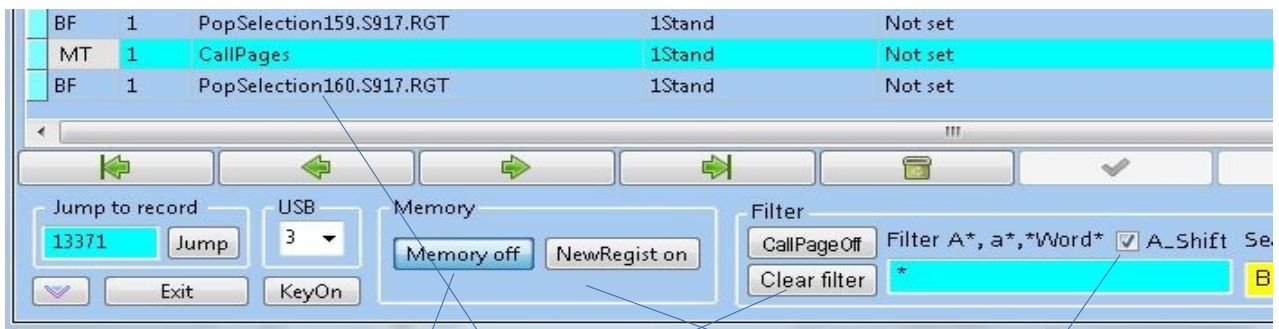 BF 1 PopSelection159.S917.RGT 1Stand Not set
MT 1 CallPages 1Stand Not set
BF 1 PopSelection160.S917.RGT 1Stand Not set
Jump to record USB Memory Filter
13371 Jump 3 Memory off NewRegist on CallPageOff Filter A*, a*,*Word* A_Shift
Exit KeyOn Clear filter * B